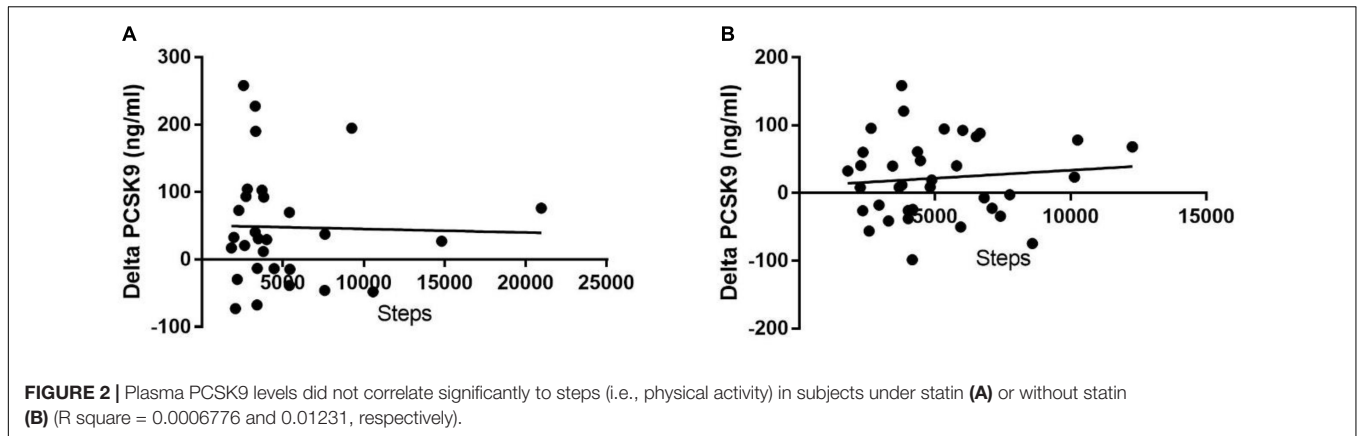 A
300
200
100
0
-100
5000 10000 15000 20000 25000
Steps
Delta PCSK9 (ng/ml)
B
200
100
0
-100
-200
5000 10000 15000
Steps
Delta PCSK9 (ng/ml)
FIGURE 2 | Plasma PCSK9 levels did not correlate significantly to steps (i.e., physical activity) in subjects under statin (A) or without statin
(B) (R square = 0.0006776 and 0.01231, respectively).